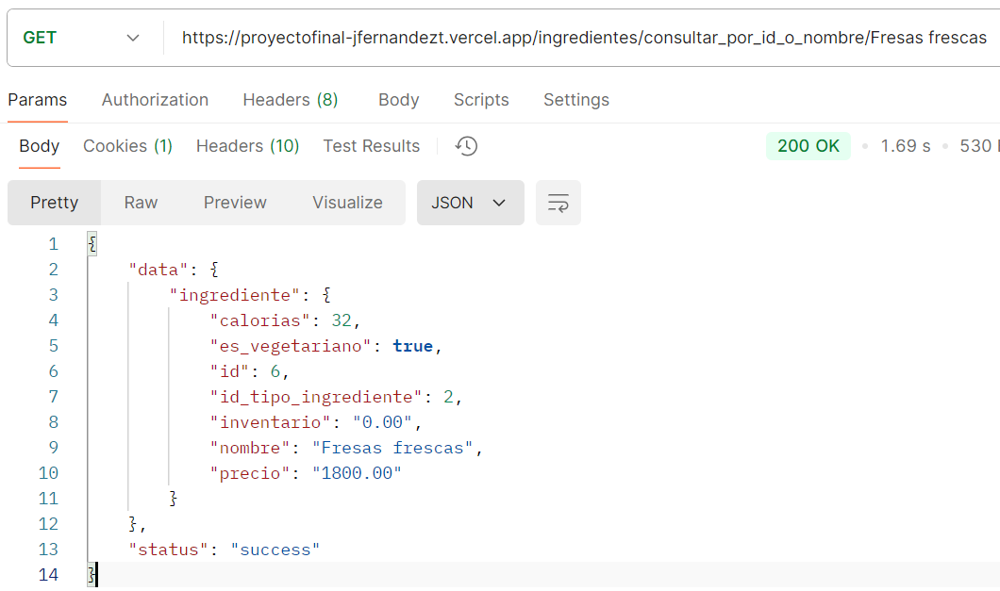 GET https://proyectofinal-jfernandezt.vercel.app/ingredientes/consultar_por_id_o_nombre/Fresas frescas
Params Authorization Headers (8) Body Scripts Settings
Body Cookies (1) Headers (10) Test Results 200 OK • 1.69 s • 530
Pretty Raw Preview Visualize JSON
1 {
2 "data": {
3 "ingrediente": {
4 "calorias": 32,
5 "es_vegetariano": true,
6 "id": 6,
7 "id_tipo_ingrediente": 2,
8 "inventario": "0.00",
9 "nombre": "Fresas frescas",
10 "precio": "1800.00"
11 }
12 },
13 "status": "success"
14 }